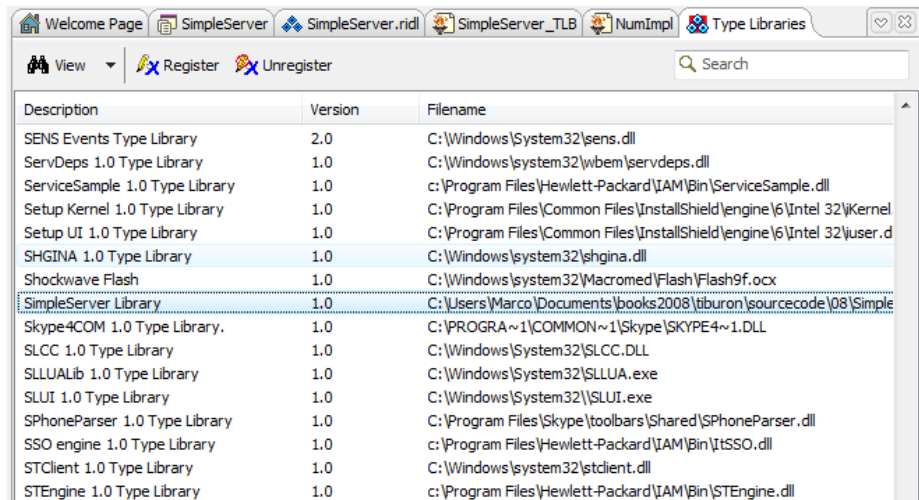 Welcome Page SimpleServer SimpleServer.ridl SimpleServer_TLB NumImpl Type Libraries
View Register Unregister Search
Description Version Filename
SENS Events Type Library 2.0 C:\Windows\System32\sens.dll
ServDeps 1.0 Type Library 1.0 C:\Windows\system32\wbem\servdeps.dll
ServiceSample 1.0 Type Library 1.0 c:\Program Files\Hewlett-Packard\IAM\Bin\ServiceSample.dll
Setup Kernel 1.0 Type Library 1.0 C:\Program Files\Common Files\InstallShield\engine\6\Intel 32\iKernel
Setup UI 1.0 Type Library 1.0 C:\Program Files\Common Files\InstallShield\engine\6\Intel 32\iuser.d
SHGINA 1.0 Type Library 1.0 C:\Windows\system32\shgina.dll
Shockwave Flash 1.0 C:\Windows\system32\Macromed\Flash\Flash9f.ocx
SimpleServer Library 1.0 C:\Users\Marco\Documents\books2008\tiburon\sourcecode\08\Simple
Skype4COM 1.0 Type Library. 1.0 C:\PROGRA~1\COMMON~1\Skype\SKYPE4~1.DLL
SLCC 1.0 Type Library 1.0 C:\Windows\System32\SLCC.DLL
SLLUALib 1.0 Type Library 1.0 C:\Windows\System32\SLLUA.exe
SLUI 1.0 Type Library 1.0 C:\Windows\System32\\SLUI.exe
SPhoneParser 1.0 Type Library 1.0 C:\Program Files\Skype\toolbars\Shared\SPhoneParser.dll
SSO engine 1.0 Type Library 1.0 c:\Program Files\Hewlett-Packard\IAM\Bin\ItSSO.dll
STClient 1.0 Type Library 1.0 C:\Windows\system32\stclient.dll
STEngine 1.0 Type Library 1.0 c:\Program Files\Hewlett-Packard\IAM\Bin\STEngine.dll